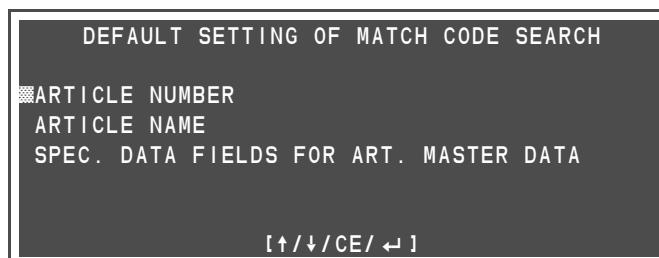 DEFAULT SETTING OF MATCH CODE SEARCH
ARTICLE NUMBER
ARTICLE NAME
SPEC. DATA FIELDS FOR ART. MASTER DATA
[↑/↓/CE/ ↵ ]